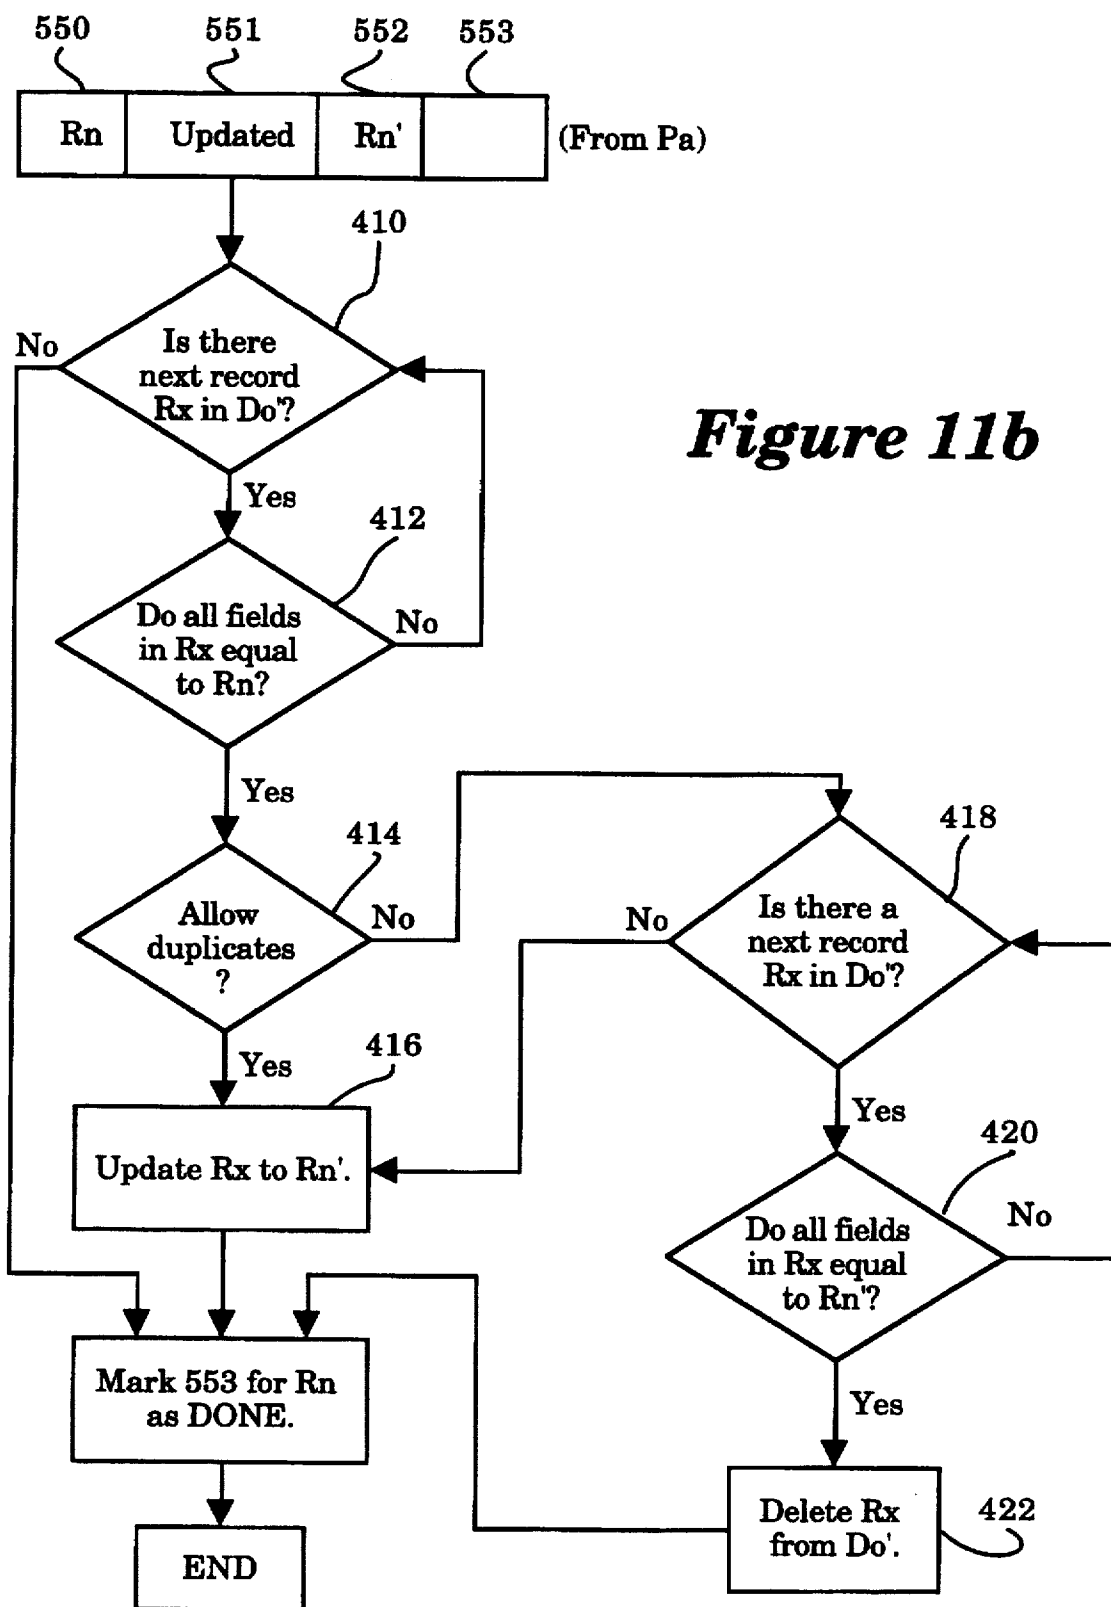 550 551 552 553
Rn Updated Rn' (From Pa)
410
No
Is there
next record
Rx in Do'?
Figure 11b
Yes
412
Do all fields
in Rx equal
to Rn?
No
Yes
414
Allow
duplicates
?
No
418
No
Is there a
next record
Rx in Do'?
Yes
416
Update Rx to Rn'.
Yes
420
No
Do all fields
in Rx equal
to Rn'?
Mark 553 for Rn
as DONE.
Yes
Delete Rx
from Do'.
422
END